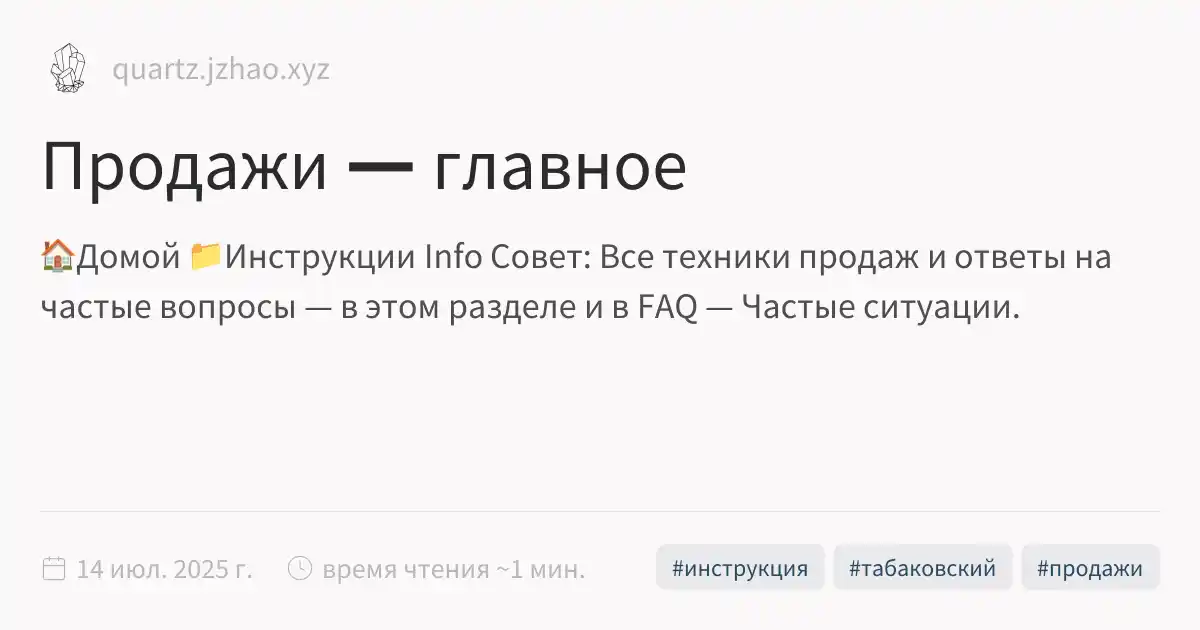 quartz.jzhao.xyz
Продажи — главное
🏠Домой 📁Инструкции Info Совет: Все техники продаж и ответы на
частые вопросы — в этом разделе и в FAQ — Частые ситуации.
14 июл. 2025 г. время чтения ~1 мин. #инструкция #табаковский #продажи